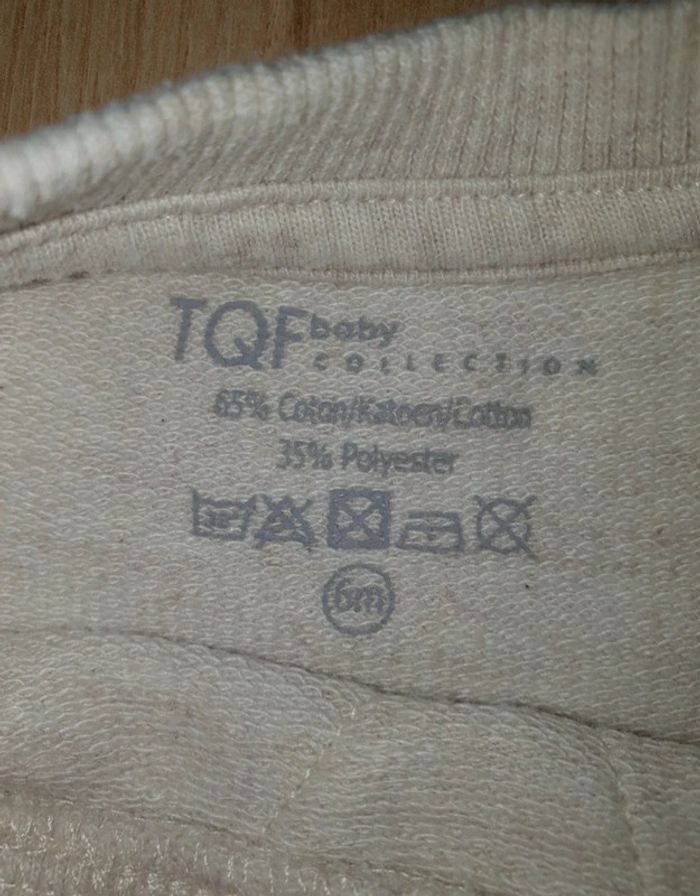 TQF baby
COLLECTION
65% Coton/Katoen/Cotton
35% Polyester
6m